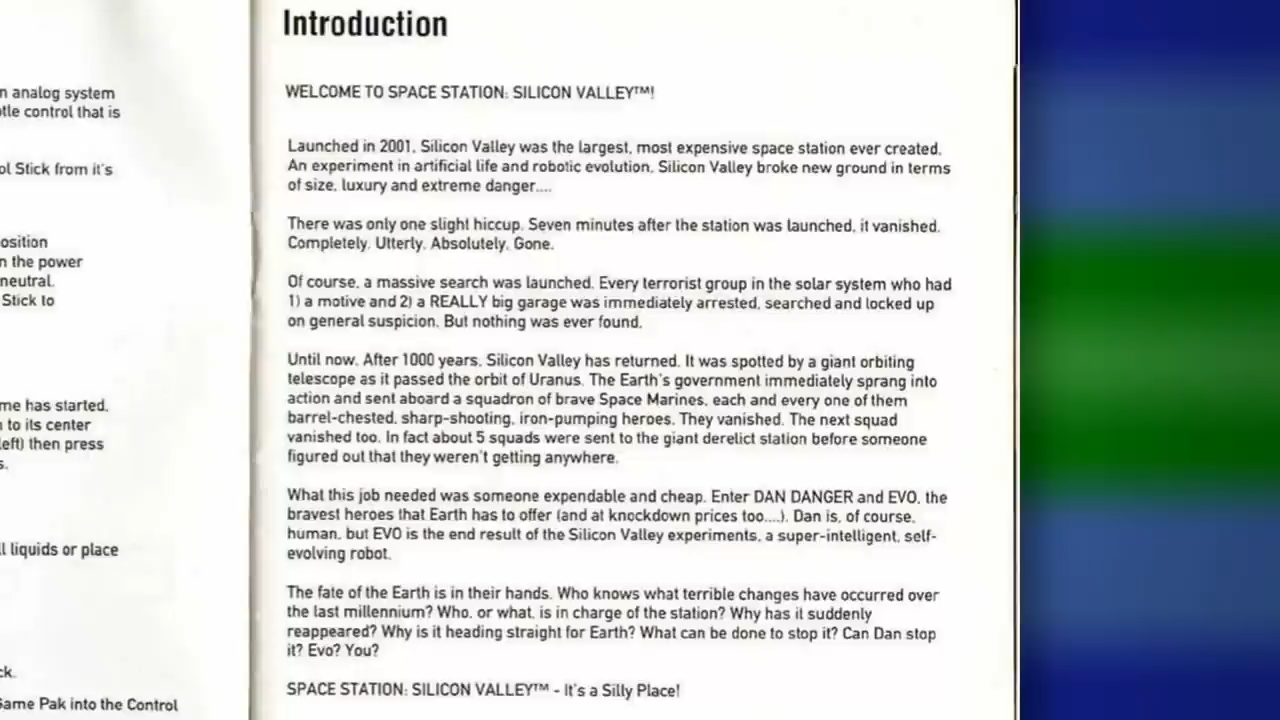 n analog system
tle control that is
ol Stick from it's
osition
n the power
neutral.
Stick to
me has started,
n to its center
left) then press
s.
ll liquids or place
ck.
Game Pak into the Control
Introduction
WELCOME TO SPACE STATION: SILICON VALLEY™!
Launched in 2001, Silicon Valley was the largest, most expensive space station ever created.
An experiment in artificial life and robotic evolution, Silicon Valley broke new ground in terms
of size, luxury and extreme danger....
There was only one slight hiccup. Seven minutes after the station was launched, it vanished.
Completely. Utterly. Absolutely. Gone.
Of course, a massive search was launched. Every terrorist group in the solar system who had
1) a motive and 2) a REALLY big garage was immediately arrested, searched and locked up
on general suspicion. But nothing was ever found.
Until now. After 1000 years, Silicon Valley has returned. It was spotted by a giant orbiting
telescope as it passed the orbit of Uranus. The Earth's government immediately sprang into
action and sent aboard a squadron of brave Space Marines, each and every one of them
barrel-chested, sharp-shooting, iron-pumping heroes. They vanished. The next squad
vanished too. In fact about 5 squads were sent to the giant derelict station before someone
figured out that they weren't getting anywhere.
What this job needed was someone expendable and cheap. Enter DAN DANGER and EVO, the
bravest heroes that Earth has to offer (and at knockdown prices too....). Dan is, of course,
human, but EVO is the end result of the Silicon Valley experiments, a super-intelligent, self-
evolving robot.
The fate of the Earth is in their hands. Who knows what terrible changes have occurred over
the last millennium? Who, or what, is in charge of the station? Why has it suddenly
reappeared? Why is it heading straight for Earth? What can be done to stop it? Can Dan stop
it? Evo? You?
SPACE STATION: SILICON VALLEY™ - It's a Silly Place!